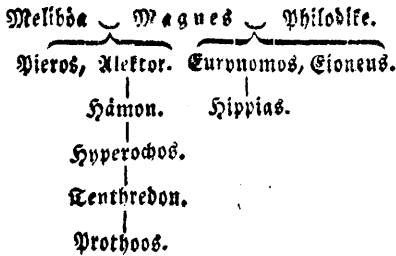 Meliböa Magnes Philodike.
Pieros, Alektor. Eurynomos, Eioneus.
Hämon. Hippias.
Hyperochos.
Tenthredon.
Prothoos.